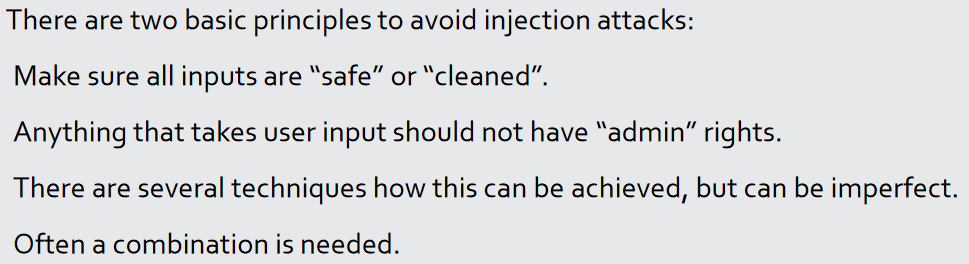 There are two basic principles to avoid injection attacks:
Make sure all inputs are “safe” or “cleaned”.
Anything that takes user input should not have “admin” rights.
There are several techniques how this can be achieved, but can be imperfect.
Often a combination is needed.